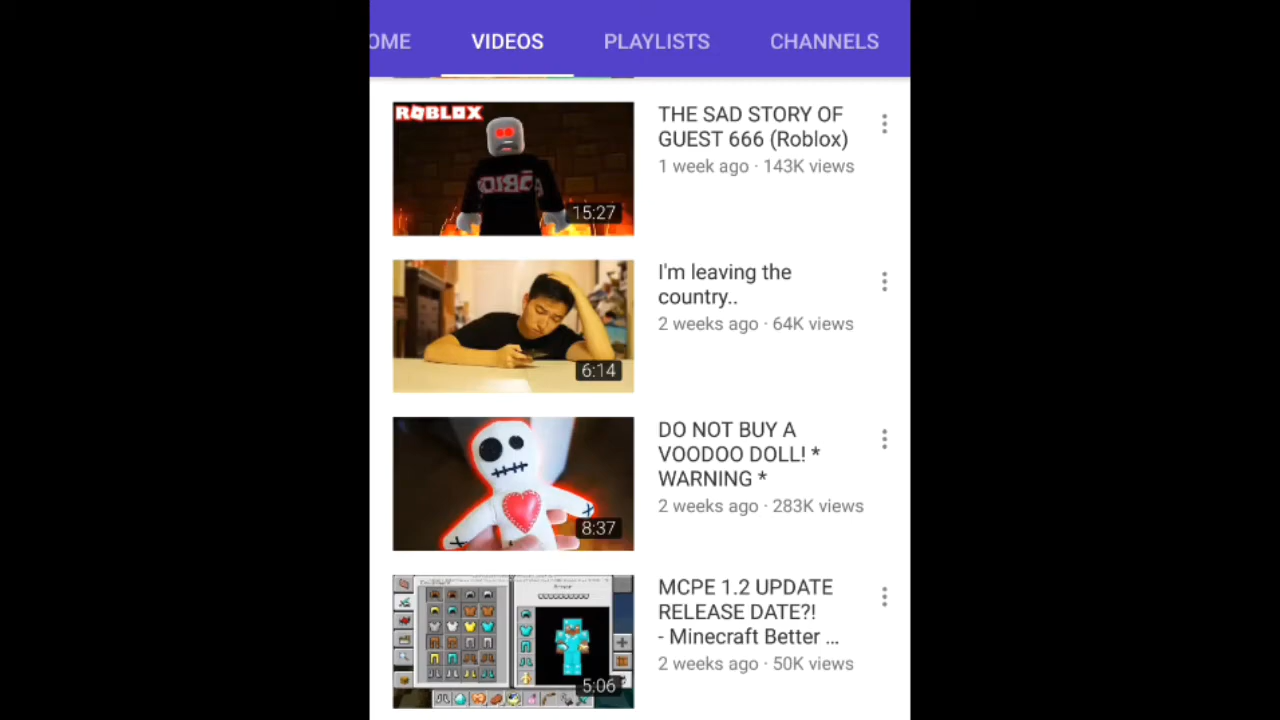 OME VIDEOS PLAYLISTS CHANNELS
ROBLOX
15:27
THE SAD STORY OF
GUEST 666 (Roblox)
1 week ago · 143K views
6:14
I'm leaving the
country..
2 weeks ago · 64K views
8:37
DO NOT BUY A
VOODOO DOLL! *
WARNING *
2 weeks ago · 283K views
5:06
MCPE 1.2 UPDATE
RELEASE DATE?!
- Minecraft Better ...
2 weeks ago · 50K views